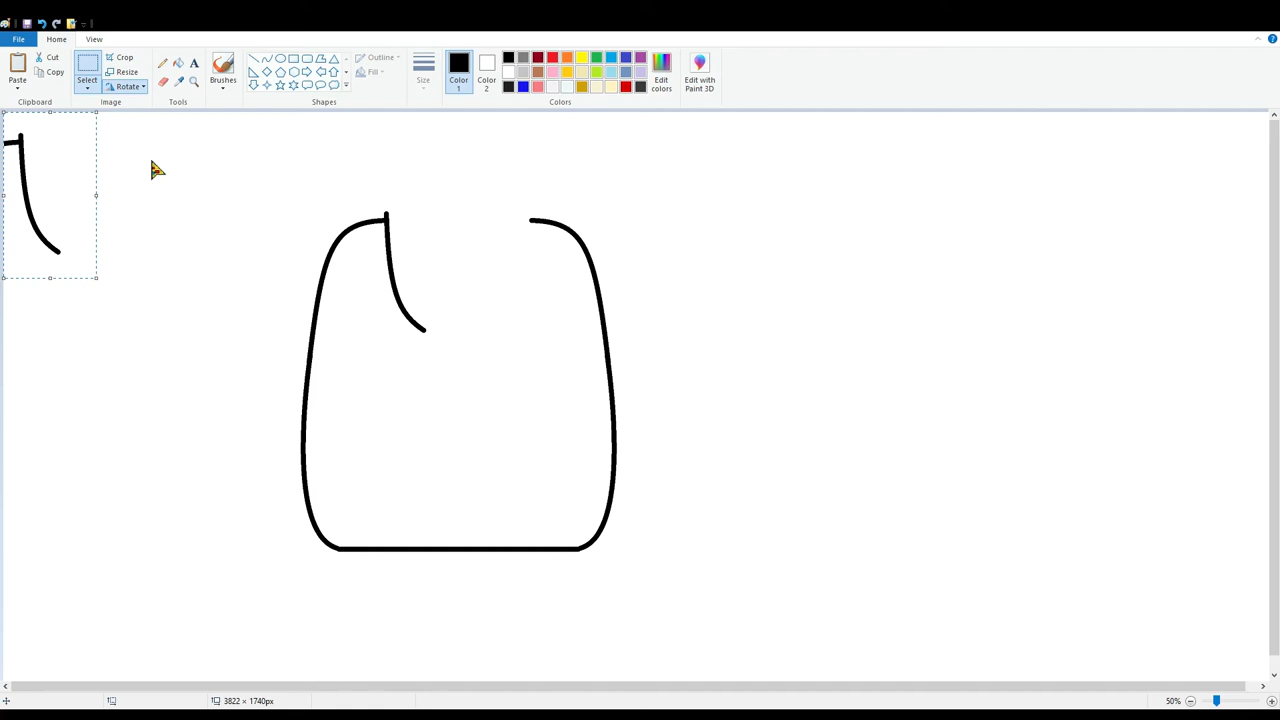 File Home View
Cut Crop Outline Edit Edit with
Paste Copy Select Resize Brushes Fill Size Color Color colors Paint 3D
Rotate 1 2
Clipboard Image Tools Shapes Colors
3822 × 1740px 50%